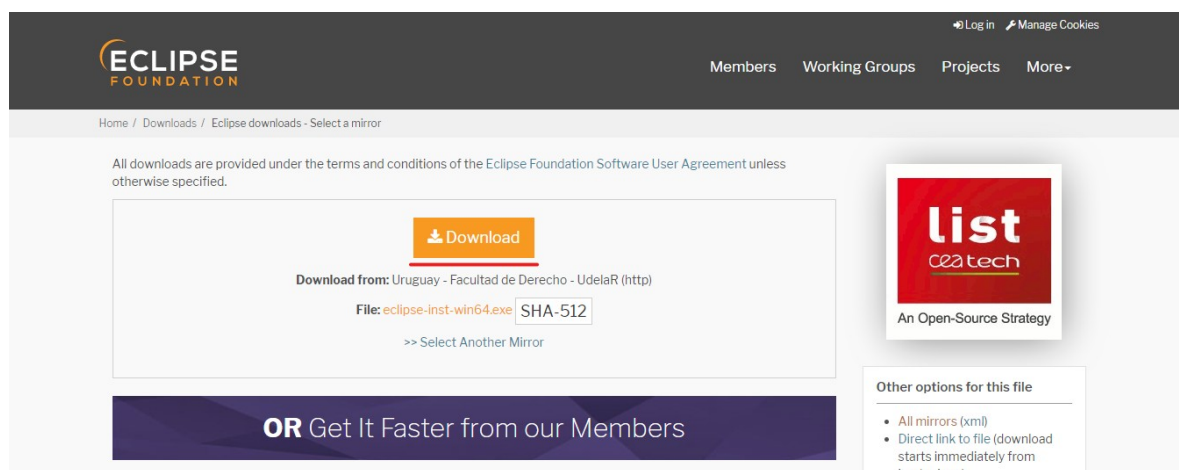 Log in Manage Cookies
ECLIPSE
FOUNDATION
Members Working Groups Projects More
Home / Downloads / Eclipse downloads - Select a mirror
All downloads are provided under the terms and conditions of the Eclipse Foundation Software User Agreement unless
otherwise specified.
Download
Download from: Uruguay - Facultad de Derecho - UdelaR (http)
File: eclipse-inst-win64.exe SHA-512
>> Select Another Mirror
OR Get It Faster from our Members
list
ceatech
An Open-Source Strategy
Other options for this file
• All mirrors (xml)
• Direct link to file (download
starts immediately from